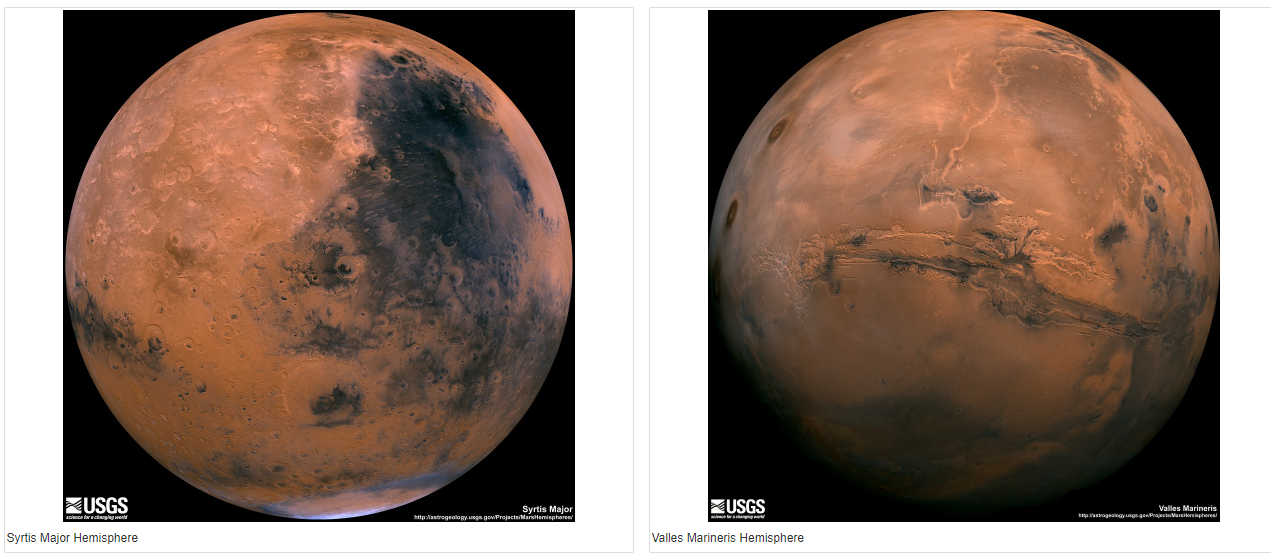 USGS
science for a changing world
Syrtis Major
http://astrogeology.usgs.gov/Projects/MarsHemispheres/
Syrtis Major Hemisphere
USGS
science for a changing world
Valles Marineris
http://astrogeology.usgs.gov/Projects/MarsHemispheres/
Valles Marineris Hemisphere